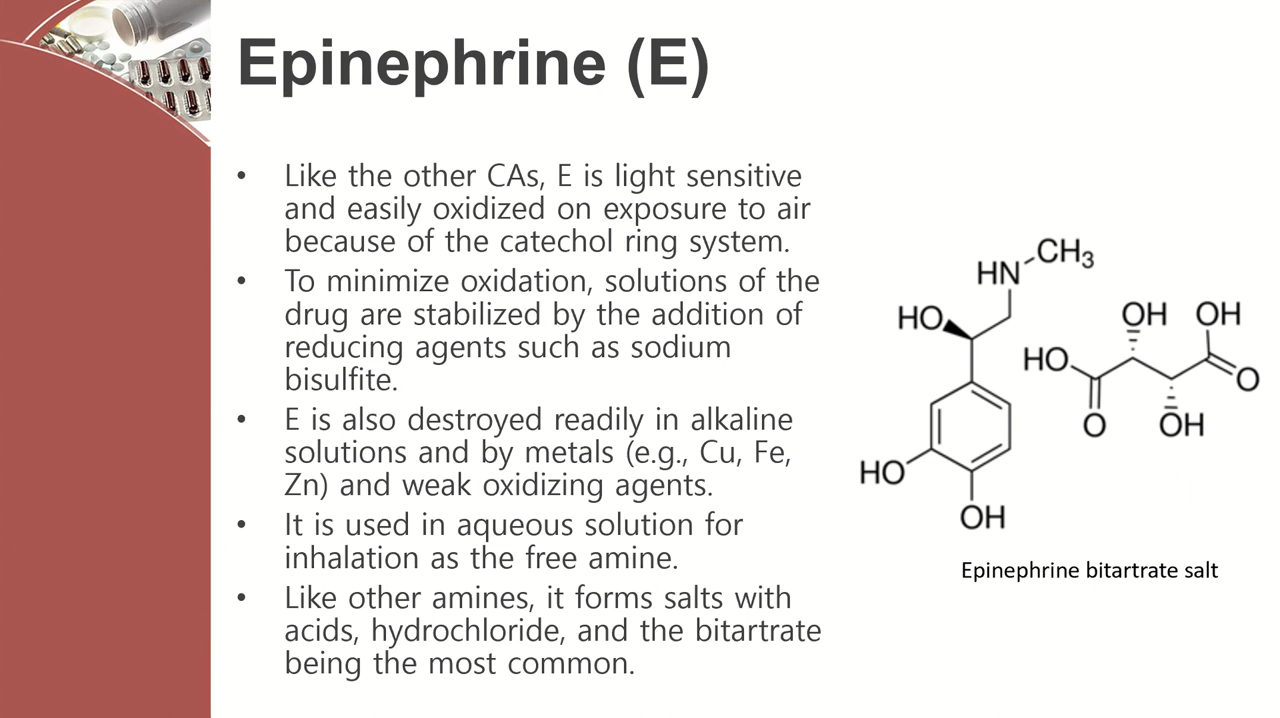 Epinephrine (E)
• Like the other CAs, E is light sensitive
and easily oxidized on exposure to air
because of the catechol ring system.
• To minimize oxidation, solutions of the
drug are stabilized by the addition of
reducing agents such as sodium
bisulfite.
• E is also destroyed readily in alkaline
solutions and by metals (e.g., Cu, Fe,
Zn) and weak oxidizing agents.
• It is used in aqueous solution for
inhalation as the free amine.
• Like other amines, it forms salts with
acids, hydrochloride, and the bitartrate
being the most common.
CH3
HN
HO
HO
OH
OH
OH
HO
O
O
OH
Epinephrine bitartrate salt